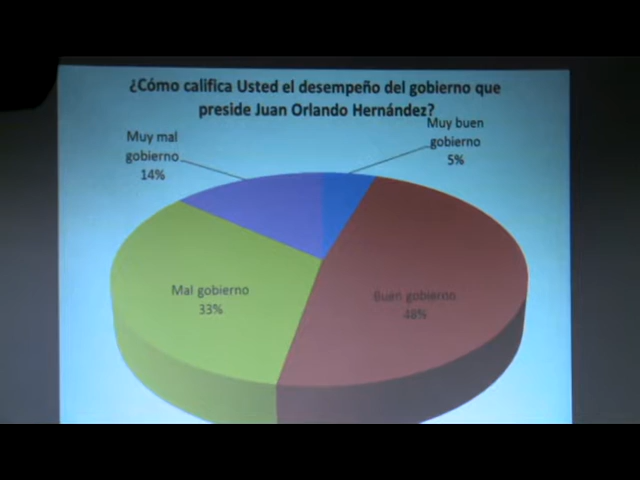 ¿Cómo califica Usted el desempeño del gobierno que
preside Juan Orlando Hernández?
Muy mal
gobierno
14%
Muy buen
gobierno
5%
Mal gobierno
33%
Buen gobierno
48%